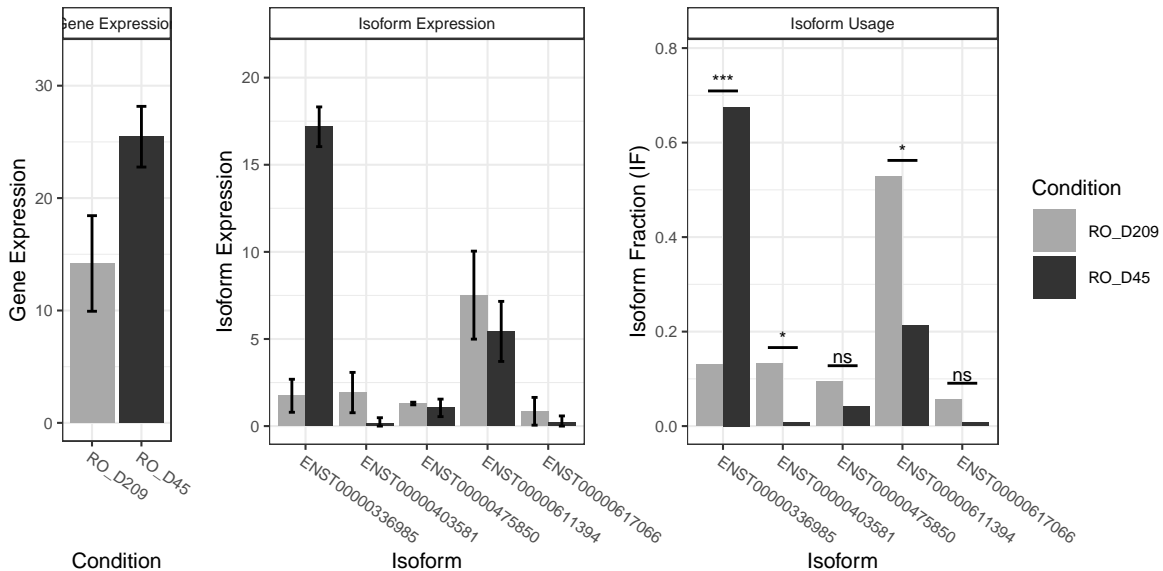 Gene Expression
Isoform Expression
Isoform Usage
Gene Expression
30
20
10
0
RO_D209
RO_D45
Condition
Isoform Expression
20
15
10
5
0
ENST00000336985
ENST00000403581
ENST00000475850
ENST00000611394
ENST00000617066
Isoform
Isoform Fraction (IF)
0.8
0.6
0.4
0.2
0.0
***
*
ns
*
ns
ENST00000336985
ENST00000403581
ENST00000475850
ENST00000611394
ENST00000617066
Isoform
Condition
RO_D209
RO_D45